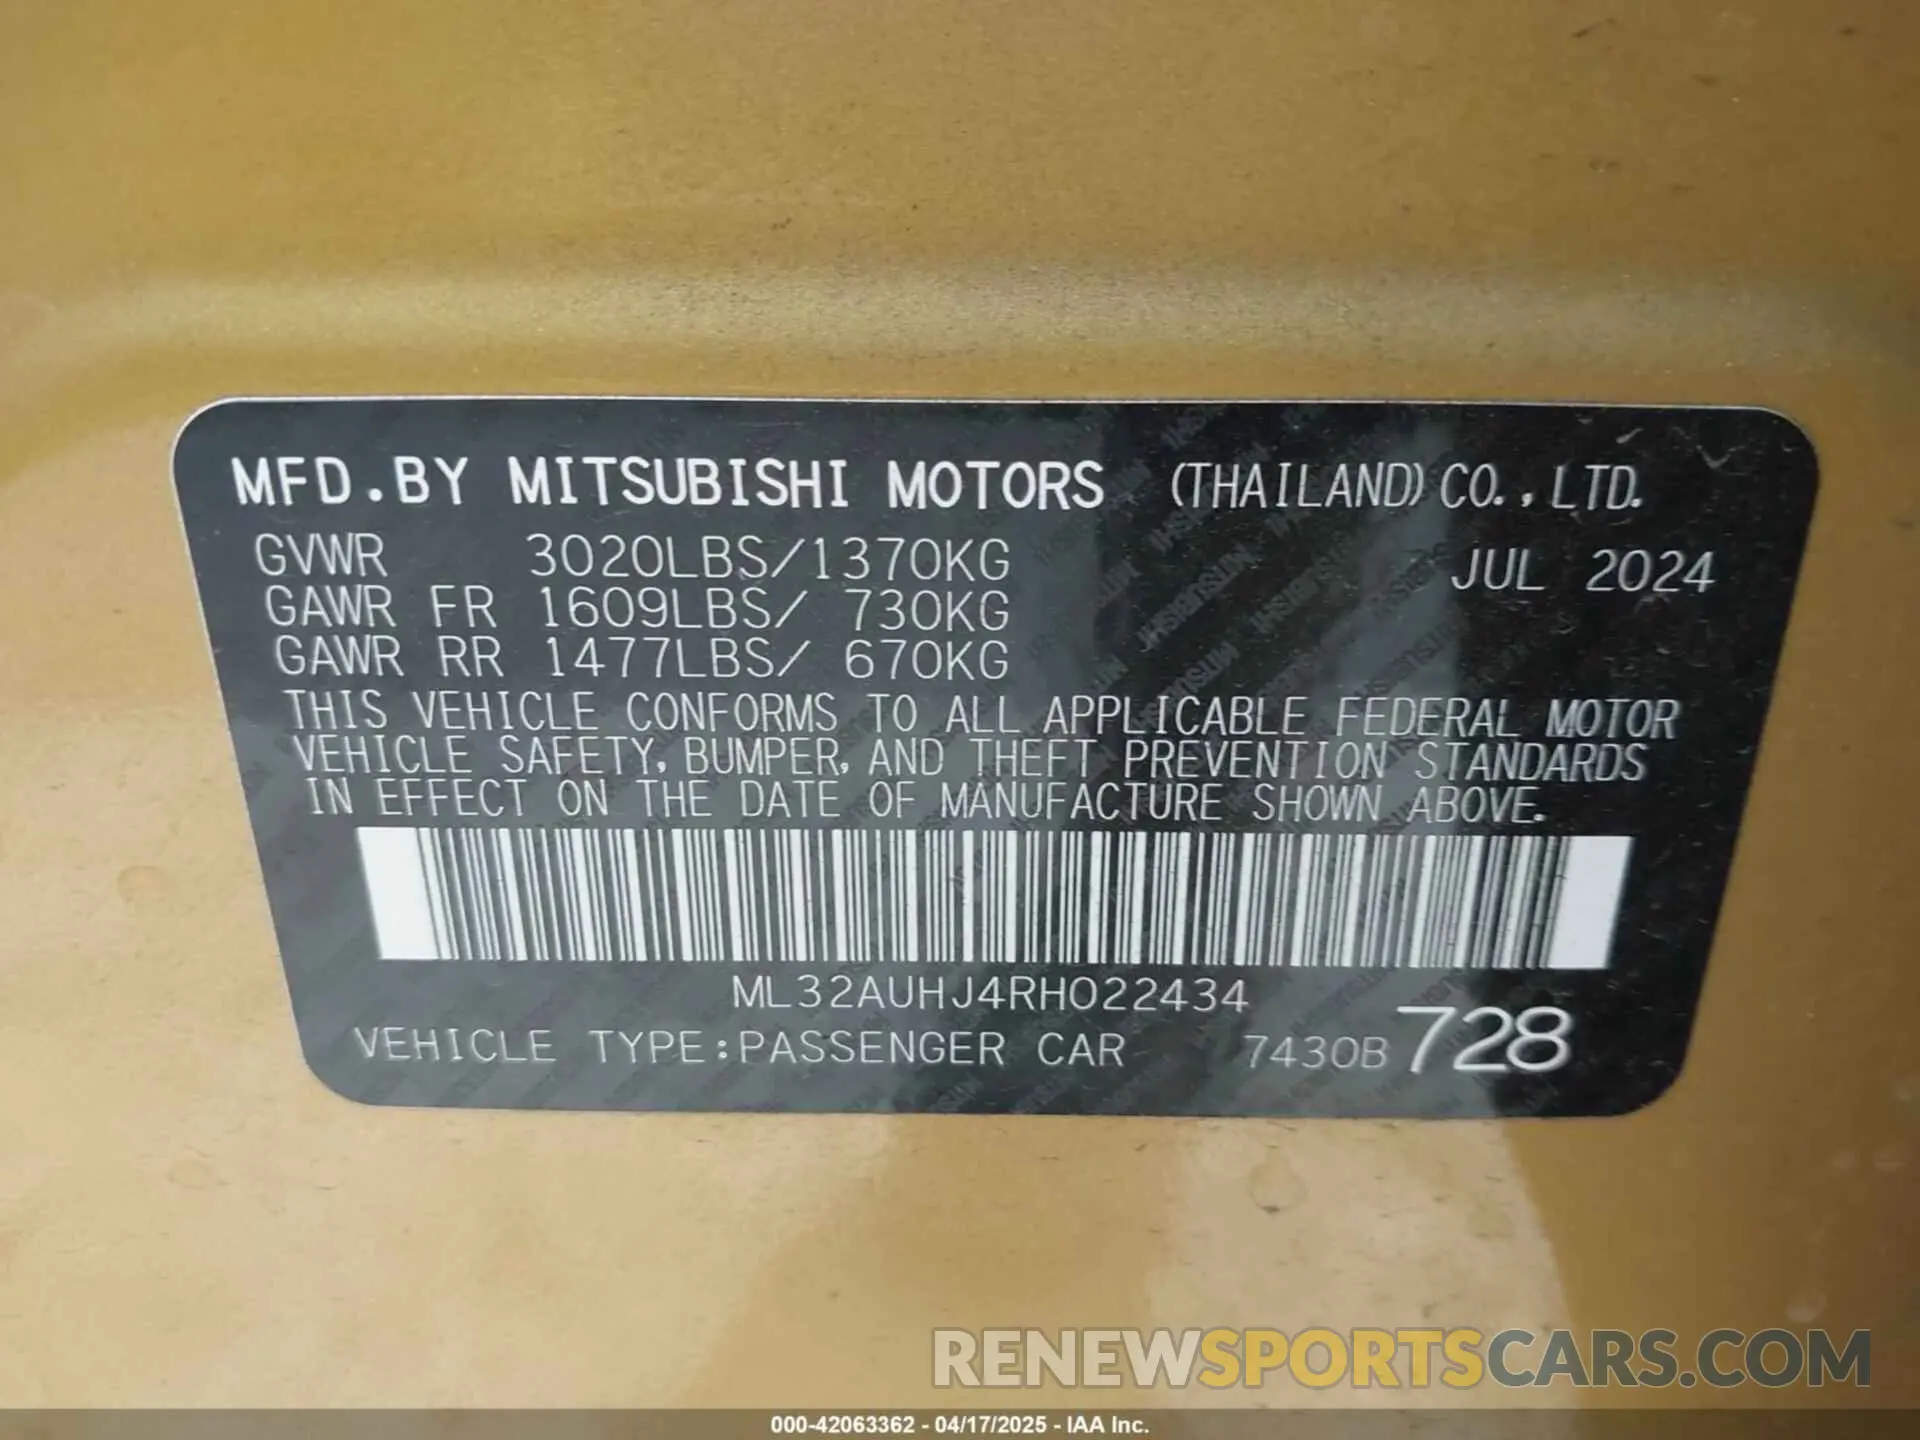 MFD.BY MITSUBISHI MOTORS (THAILAND) CO.,LTD.
GVWR 3020LBS/1370KG JUL 2024
GAWR FR 1609LBS/ 730KG
GAWR RR 1477LBS/ 670KG
THIS VEHICLE CONFORMS TO ALL APPLICABLE FEDERAL MOTOR
VEHICLE SAFETY, BUMPER, AND THEFT PREVENTION STANDARDS
IN EFFECT ON THE DATE OF MANUFACTURE SHOWN ABOVE.
ML32AUHJ4RH022434
VEHICLE TYPE:PASSENGER CAR 7430B 728
RENEWSPORTSCARS.COM
000-42063362 - 04/17/2025 - IAA Inc.